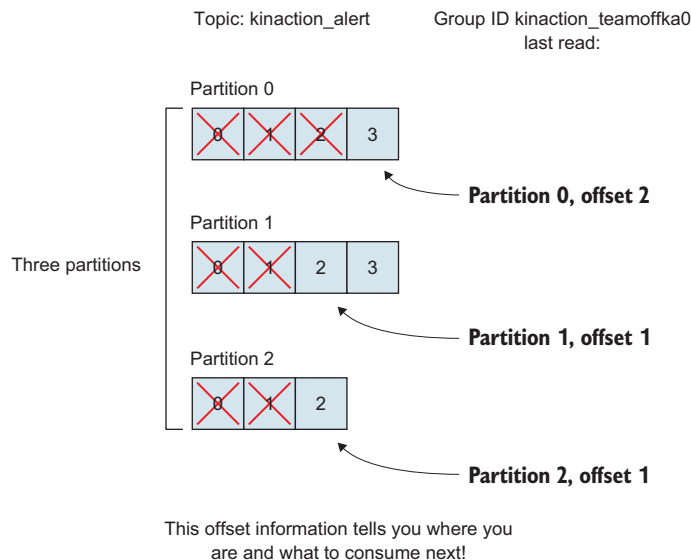 Topic: kinaction_alert
Group ID kinaction_teamoffka0
last read:
Partition 0
0 1 2 3
Partition 0, offset 2
Partition 1
0 1 2 3
Three partitions
Partition 1, offset 1
Partition 2
0 1 2
Partition 2, offset 1
This offset information tells you where you
are and what to consume next!